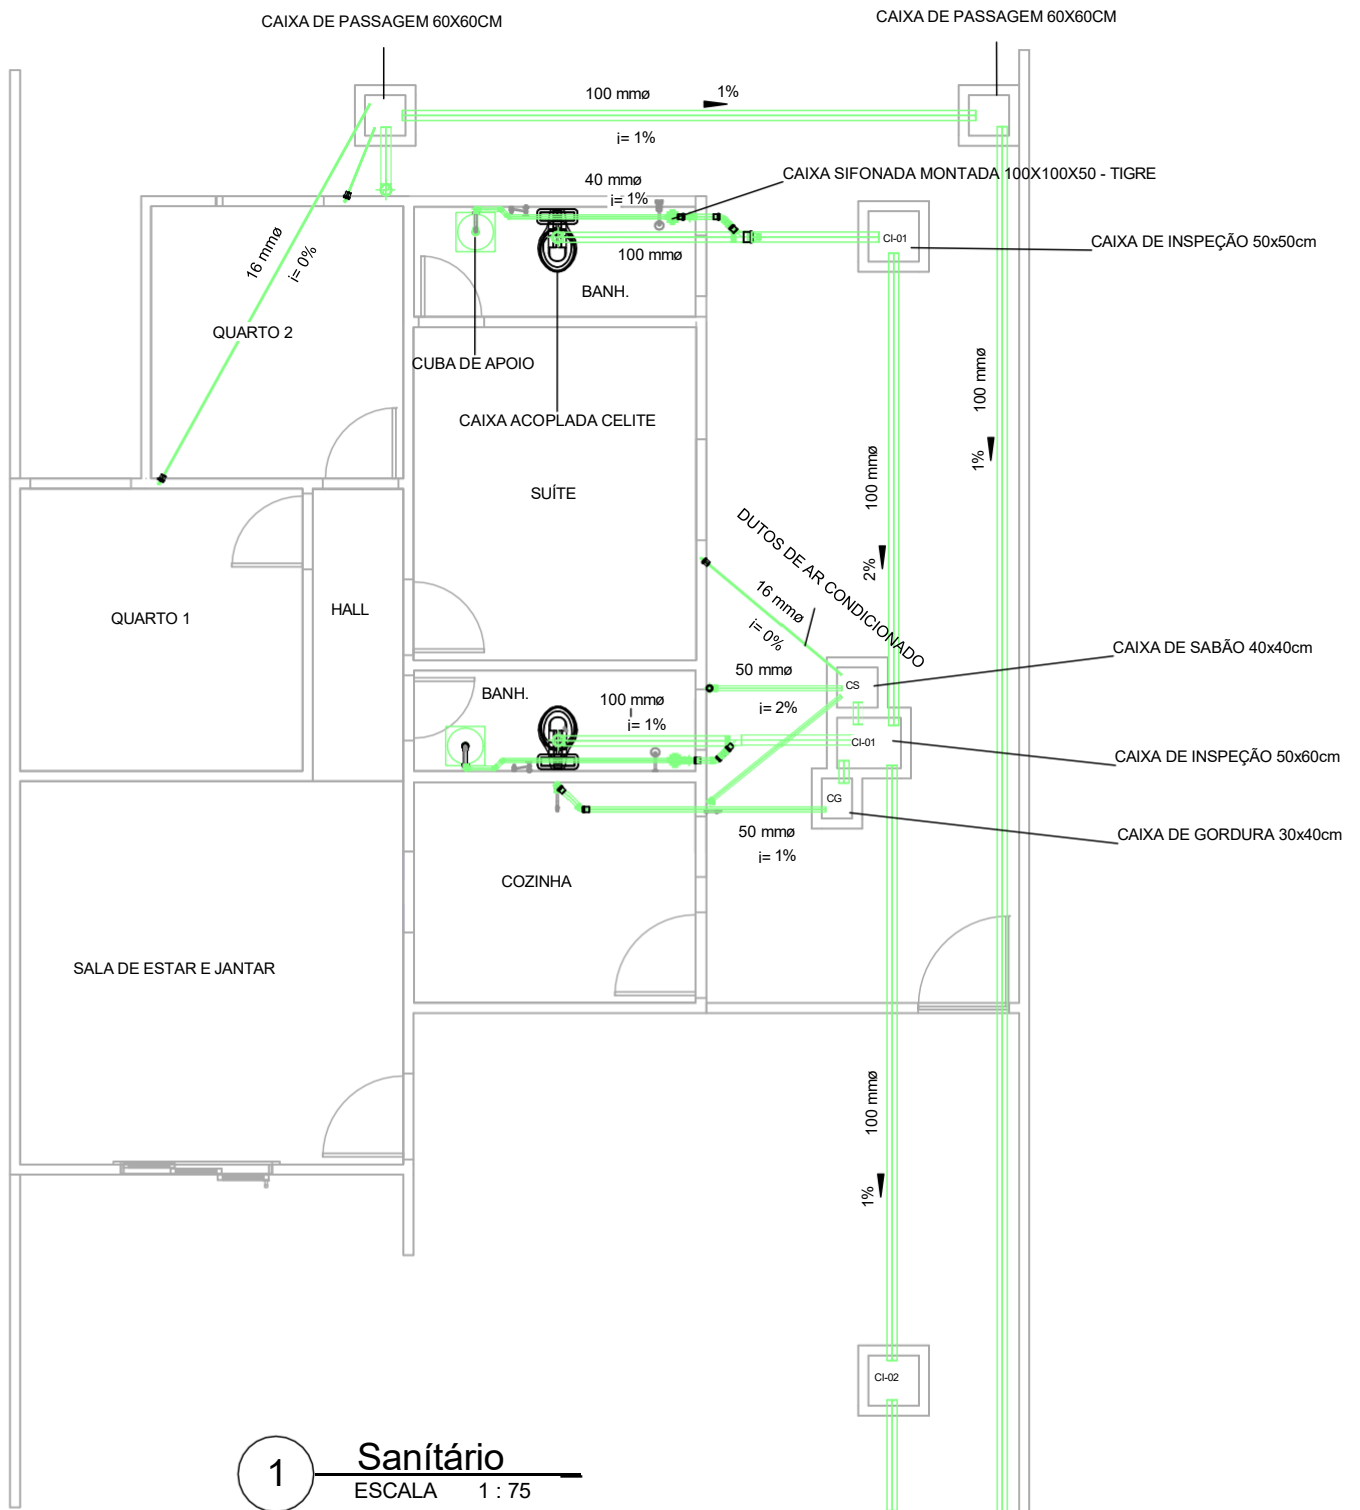 CAIXA DE PASSAGEM 60X60CM
CAIXA DE PASSAGEM 60X60CM
100 mmø
1%
i= 1%
CAIXA SIFONADA MONTADA 100X100X50 - TIGRE
40 mmø
i= 1%
CI-01
CAIXA DE INSPEÇÃO 50x50cm
100 mmø
16 mmø
i= 0%
BANH.
QUARTO 2
CUBA DE APOIO
CAIXA ACOPLADA CELITE
100 mmø
1%
SUÍTE
100 mmø
2%
DUTOS DE AR CONDICIONADO
16 mmø
i= 0%
QUARTO 1
HALL
CAIXA DE SABÃO 40x40cm
50 mmø
CS
BANH.
100 mmø
i= 1%
i= 2%
CI-01
CAIXA DE INSPEÇÃO 50x60cm
CG
50 mmø
i= 1%
CAIXA DE GORDURA 30x40cm
COZINHA
SALA DE ESTAR E JANTAR
100 mmø
1%
CI-02
1
Sanítário
ESCALA 1 : 75